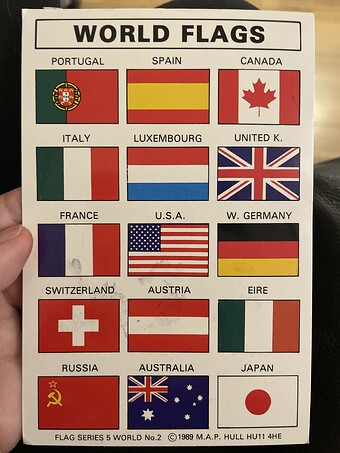 WORLD FLAGS
PORTUGAL SPAIN CANADA
ITALY LUXEMBOURG UNITED K.
FRANCE U.S.A. W. GERMANY
SWITZERLAND AUSTRIA EIRE
RUSSIA AUSTRALIA JAPAN
FLAG SERIES 5 WORLD No.2 ©1989 M.A.P. HULL HU11 4HE